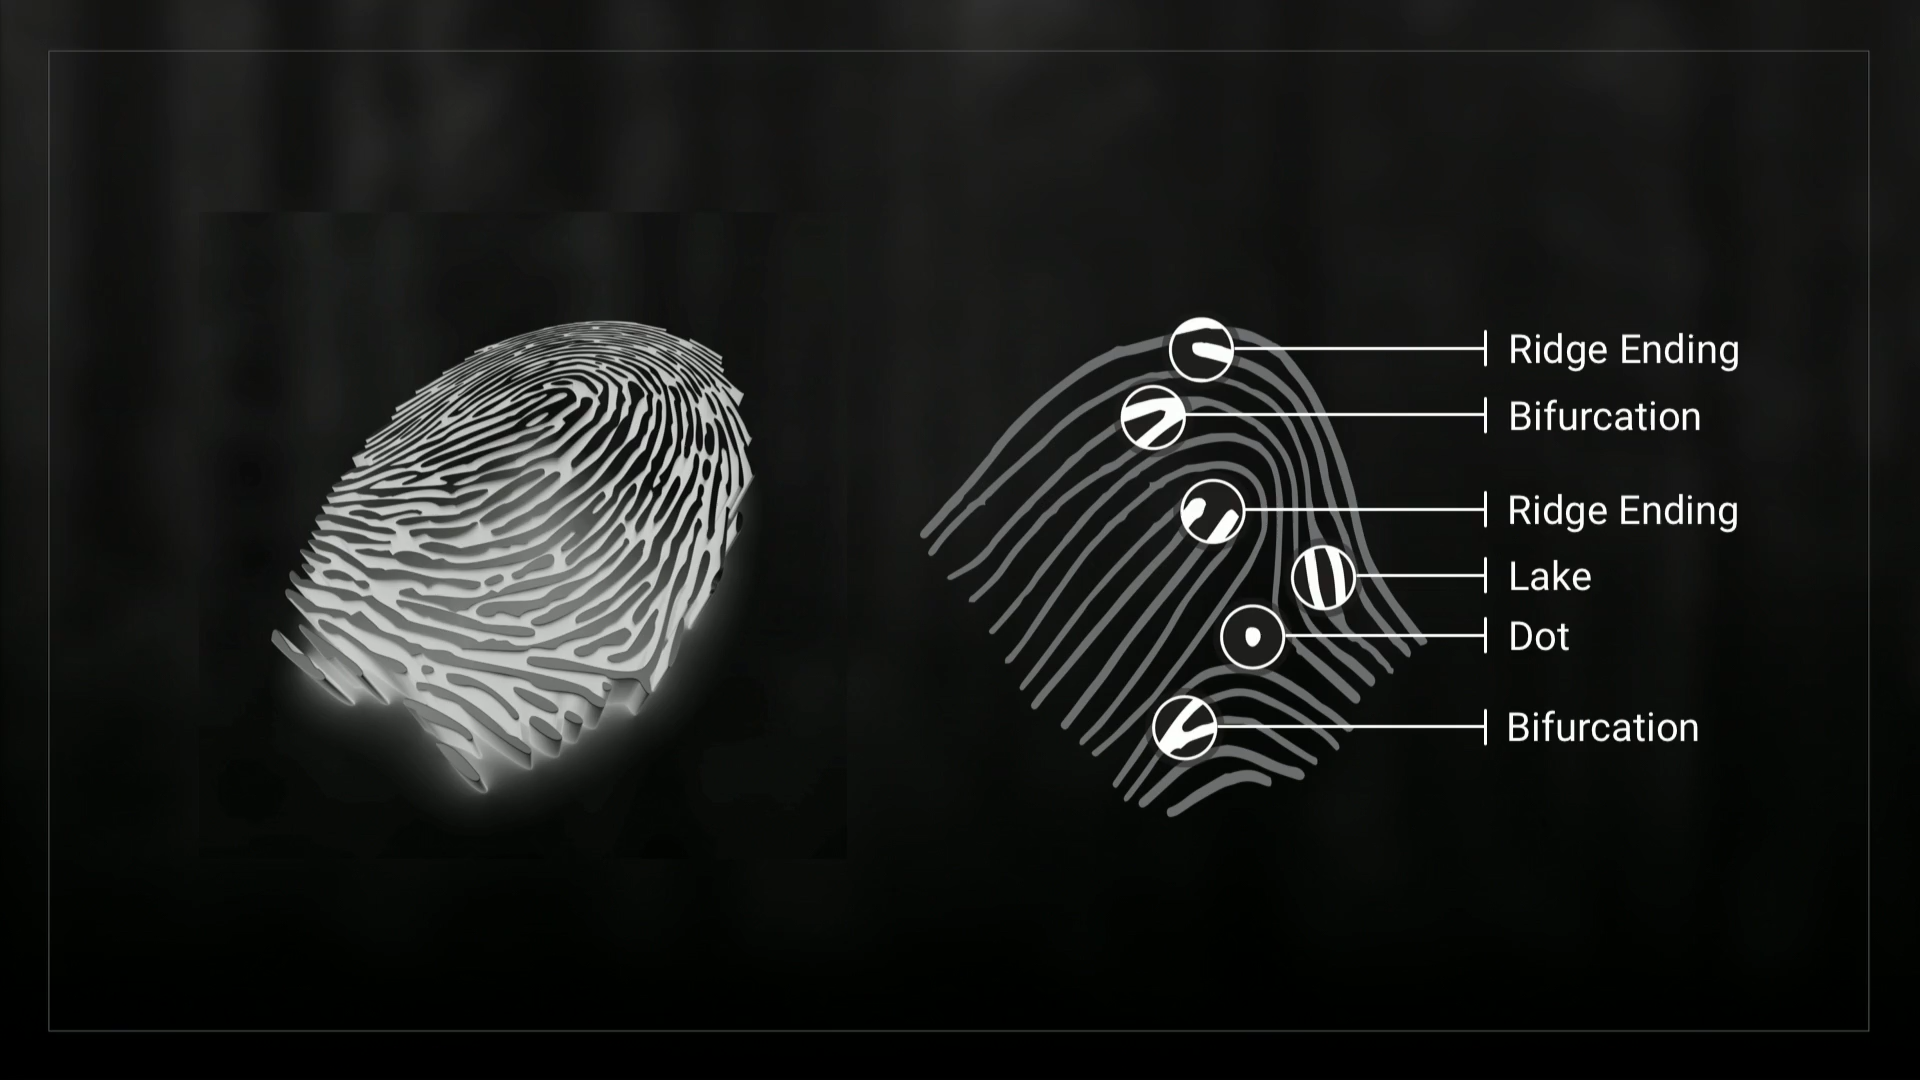 Ridge Ending
Bifurcation
Ridge Ending
Lake
Dot
Bifurcation